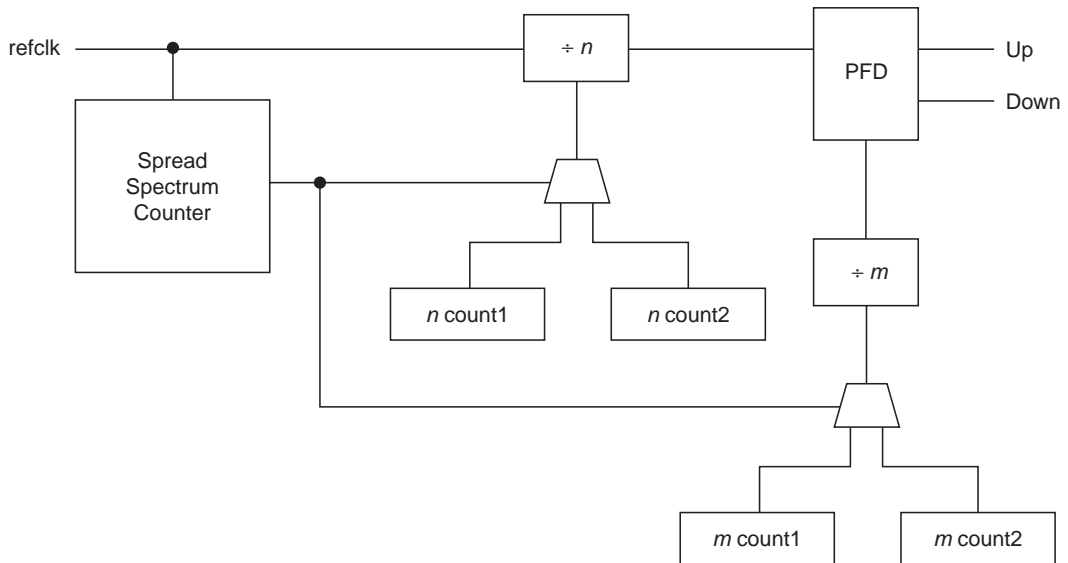 refclk
÷ n
PFD
Up
Down
Spread
Spectrum
Counter
n count1
n count2
÷ m
m count1
m count2